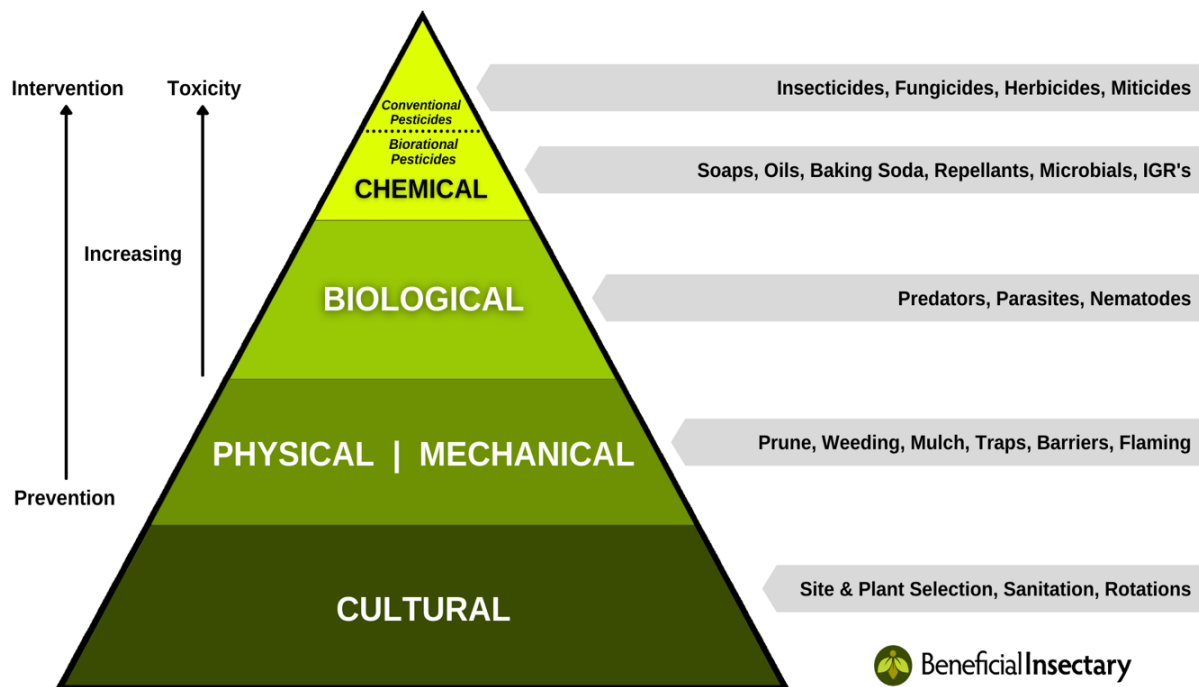 Intervention
Toxicity
Increasing
Prevention
Conventional
Pesticides
Biorational
Pesticides
CHEMICAL
BIOLOGICAL
PHYSICAL | MECHANICAL
CULTURAL
Insecticides, Fungicides, Herbicides, Miticides
Soaps, Oils, Baking Soda, Repellants, Microbials, IGR's
Predators, Parasites, Nematodes
Prune, Weeding, Mulch, Traps, Barriers, Flaming
Site & Plant Selection, Sanitation, Rotations
BeneficialInsectary